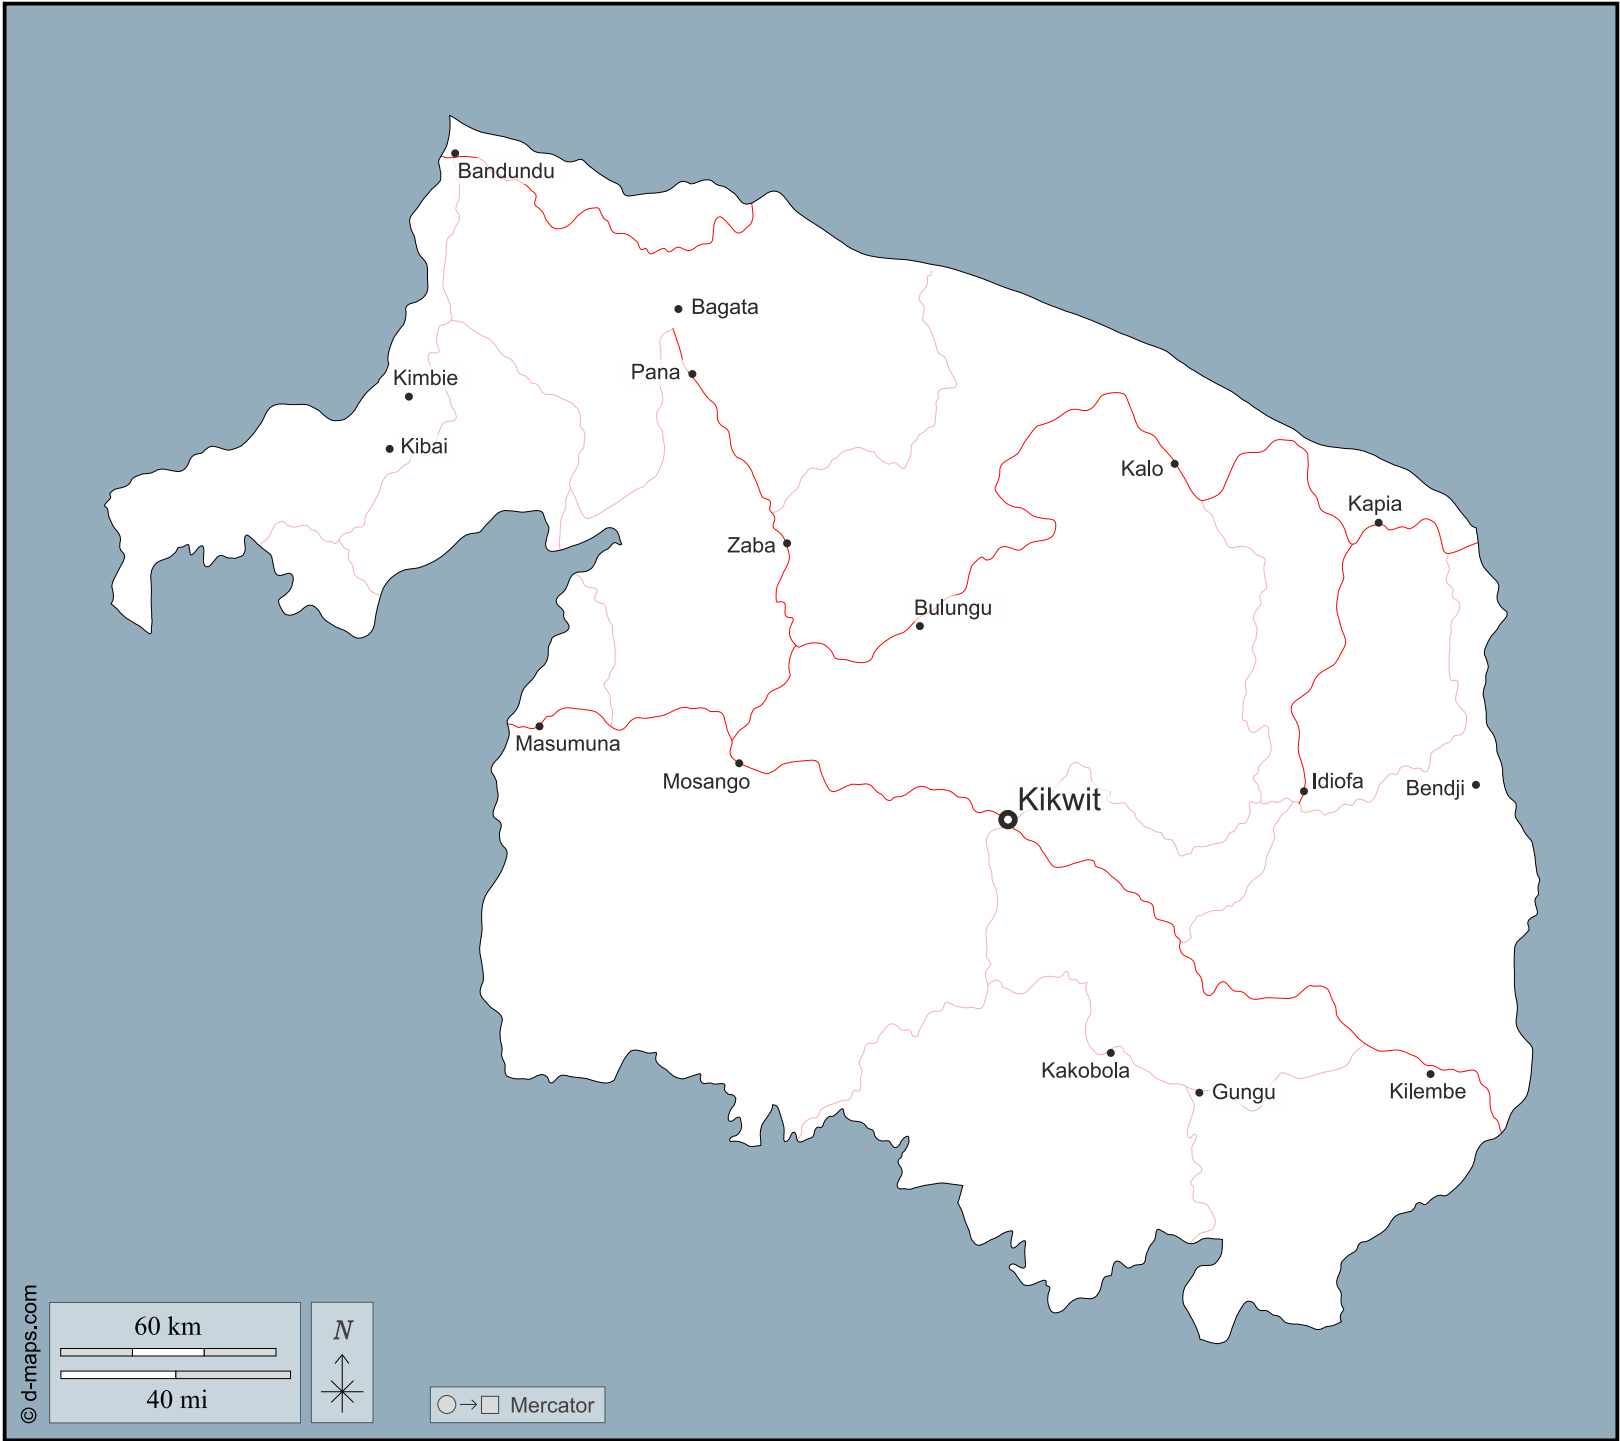 Bandundu
Bagata
Pana
Kimbie
Kibai
Kalo
Kapia
Zaba
Bulungu
Masumuna
Mosango
Kikwit
Idiofa
Bendji
Kakobola
Gungu
Kilembe
© d-maps.com
60 km
40 mi
N
Mercator